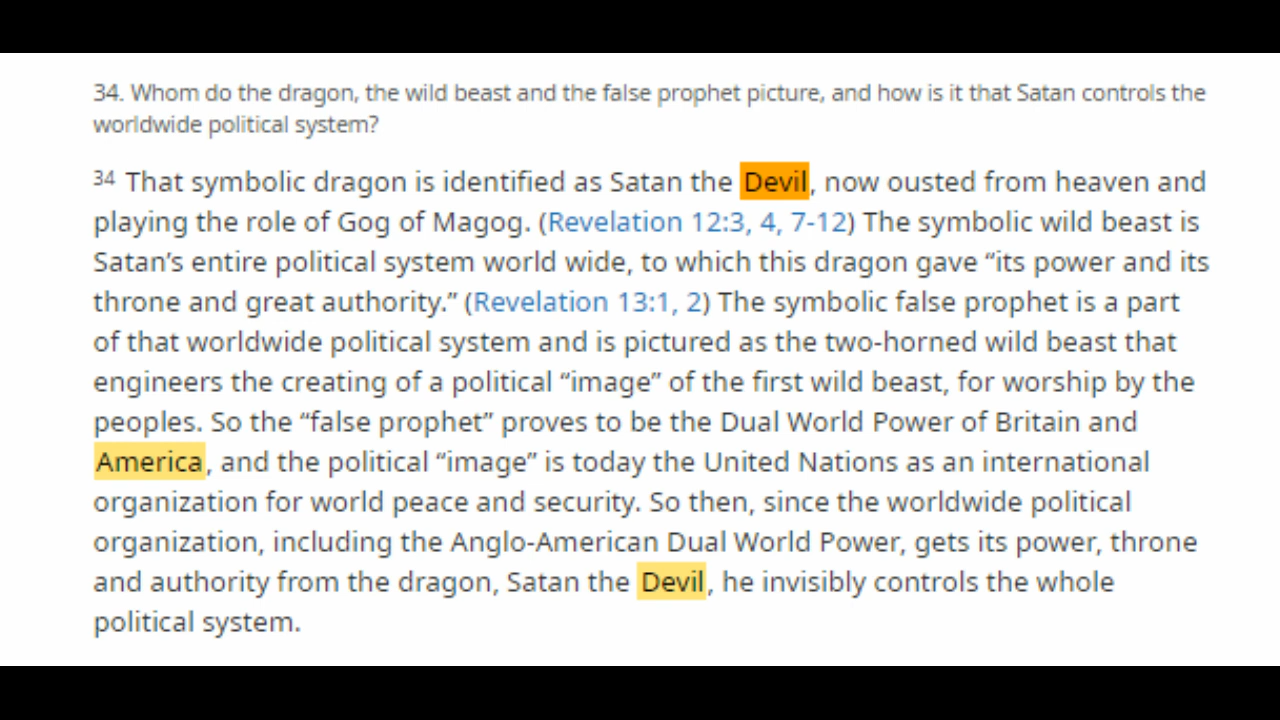 34. Whom do the dragon, the wild beast and the false prophet picture, and how is it that Satan controls the
worldwide political system?
34 That symbolic dragon is identified as Satan the Devil, now ousted from heaven and
playing the role of Gog of Magog. (Revelation 12:3, 4, 7-12) The symbolic wild beast is
Satan’s entire political system world wide, to which this dragon gave “its power and its
throne and great authority.” (Revelation 13:1, 2) The symbolic false prophet is a part
of that worldwide political system and is pictured as the two-horned wild beast that
engineers the creating of a political “image” of the first wild beast, for worship by the
peoples. So the “false prophet” proves to be the Dual World Power of Britain and
America, and the political “image” is today the United Nations as an international
organization for world peace and security. So then, since the worldwide political
organization, including the Anglo-American Dual World Power, gets its power, throne
and authority from the dragon, Satan the Devil, he invisibly controls the whole
political system.